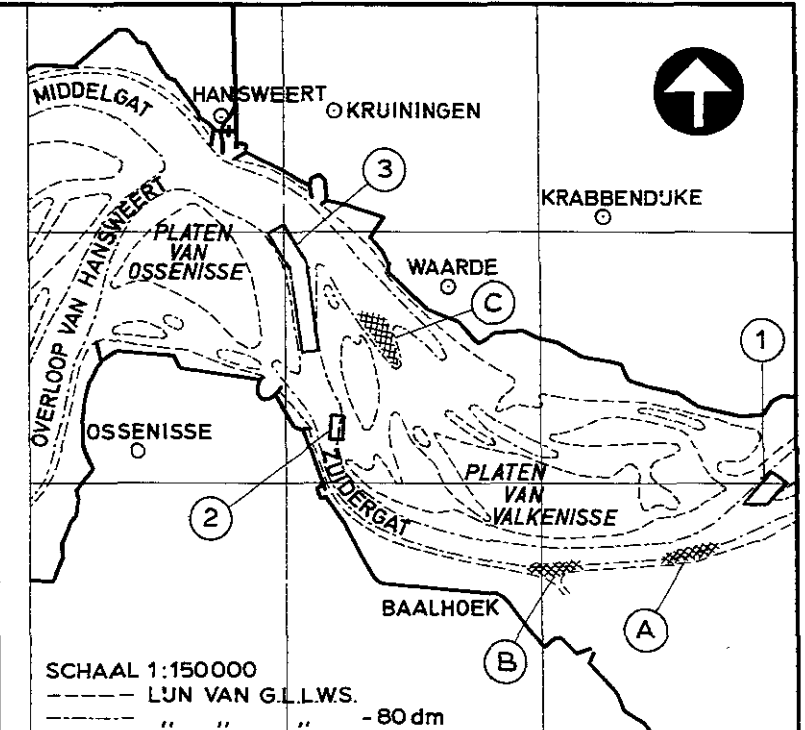 MIDDELGAT
HANSWEERT
KRUININGEN
3
KRABBENDIJKE
OVERLOOP VAN HANSWEERT
PLATEN
VAN
OSSENISSE
WAARDE
C
1
OSSENISSE
2
ZUIDERGAT
PLATEN
VAN
VALKENISSE
BAALHOEK
B
A
SCHAAL 1:150000
LIJN VAN G.L.L.W.S.
" " " -80 dm